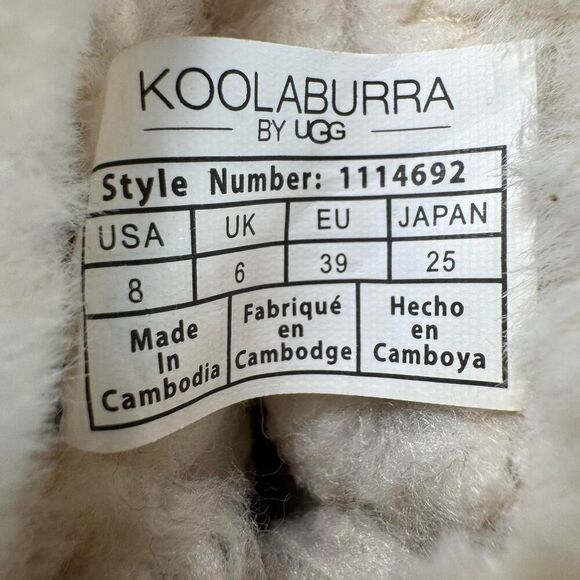 KOOLABURRA
BY UGG
Style Number: 1114692
USA UK EU JAPAN
8 6 39 25
Made
In
Cambodia
Fabriqué
en
Cambodge
Hecho
en
Camboya